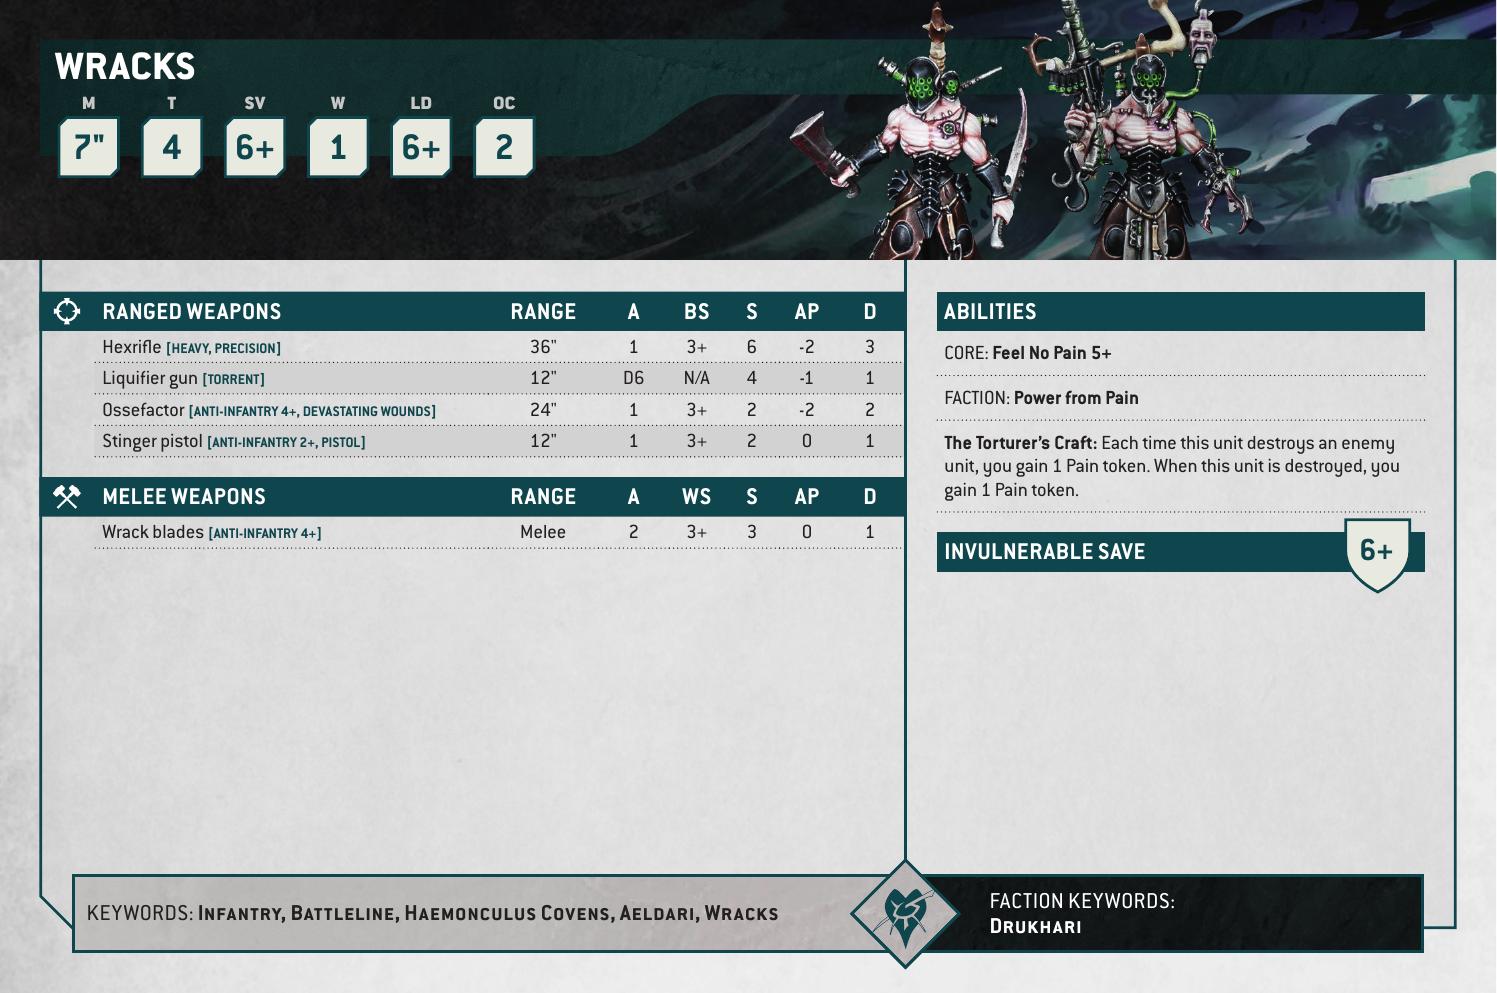 WRACKS
M T SV W LD OC
7" 4 6+ 1 6+ 2
RANGED WEAPONS RANGE A BS S AP D
Hexrifle [HEAVY, PRECISION] 36" 1 3+ 6 -2 3
Liquifier gun [TORRENT] 12" D6 N/A 4 -1 1
Ossefactor [ANTI-INFANTRY 4+, DEVASTATING WOUNDS] 24" 1 3+ 2 -2 2
Stinger pistol [ANTI-INFANTRY 2+, PISTOL] 12" 1 3+ 2 0 1
MELEE WEAPONS RANGE A WS S AP D
Wrack blades [ANTI-INFANTRY 4+] Melee 2 3+ 3 0 1
ABILITIES
CORE: Feel No Pain 5+
FACTION: Power from Pain
The Torturer's Craft: Each time this unit destroys an enemy
unit, you gain 1 Pain token. When this unit is destroyed, you
gain 1 Pain token.
INVULNERABLE SAVE 6+
KEYWORDS: INFANTRY, BATTLELINE, HAEMONCULUS COVENS, AELDARI, WRACKS
FACTION KEYWORDS:
DRUKHARI